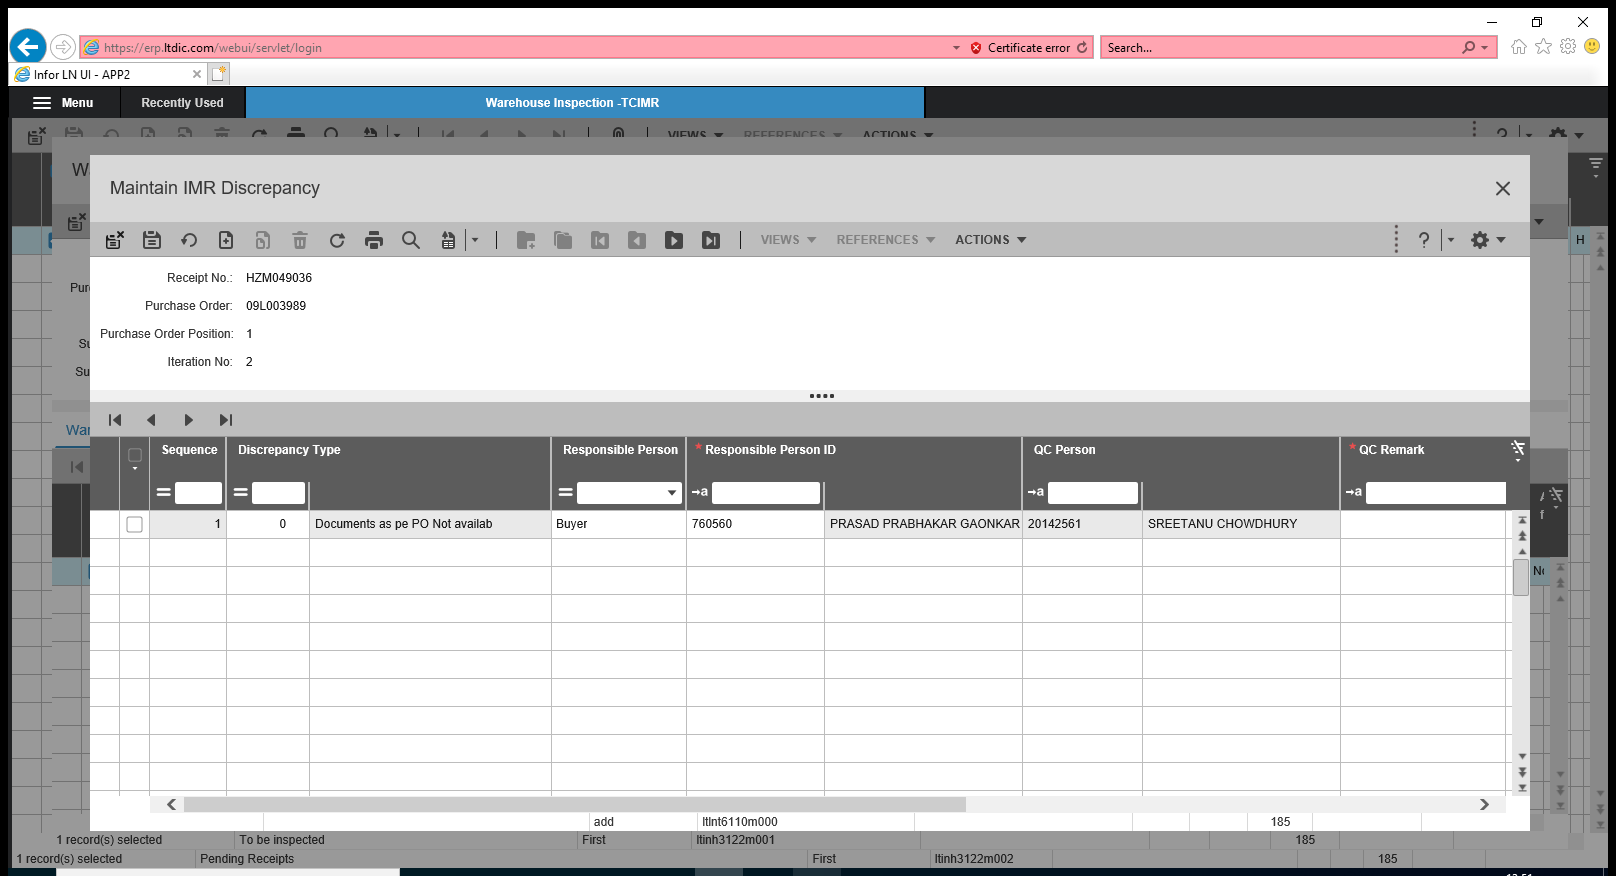 https://erp.ltdic.com/webui/servlet/login
Certificate error
Search...
Infor LN UI - APP2
Menu
Recently Used
Warehouse Inspection -TCIMR
VIEWS
REFERENCES
ACTIONS
Maintain IMR Discrepancy
VIEWS
REFERENCES
ACTIONS
H
Receipt No.: HZM049036
Purchase Order: 09L003989
Purchase Order Position: 1
Iteration No: 2
Sequence
Discrepancy Type
Responsible Person
* Responsible Person ID
QC Person
* QC Remark
1
0
Documents as pe PO Not availab
Buyer
760560
PRASAD PRABHAKAR GAONKAR
20142561
SREETANU CHOWDHURY
add
ltlnt6110m000
185
1 record(s) selected
To be inspected
First
ltinh3122m001
185
1 record(s) selected
Pending Receipts
First
ltinh3122m002
185